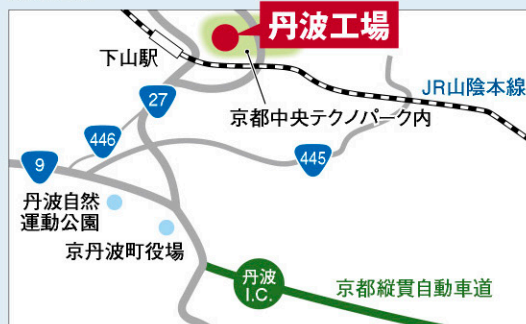 丹波工場
下山駅
JR山陰本線
27
京都中央テクノパーク内
446
445
9
丹波自然
運動公園
京丹波町役場
丹波
I.C.
京都縦貫自動車道